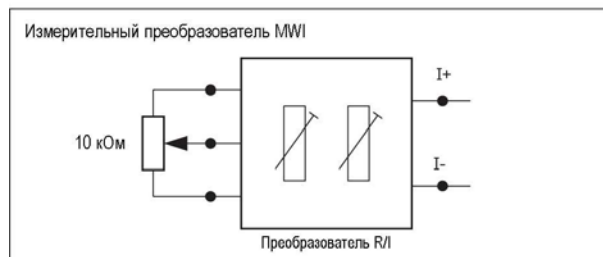 Измерительный преобразователь MWI
I+
10 кОм
I-
Преобразователь R/I